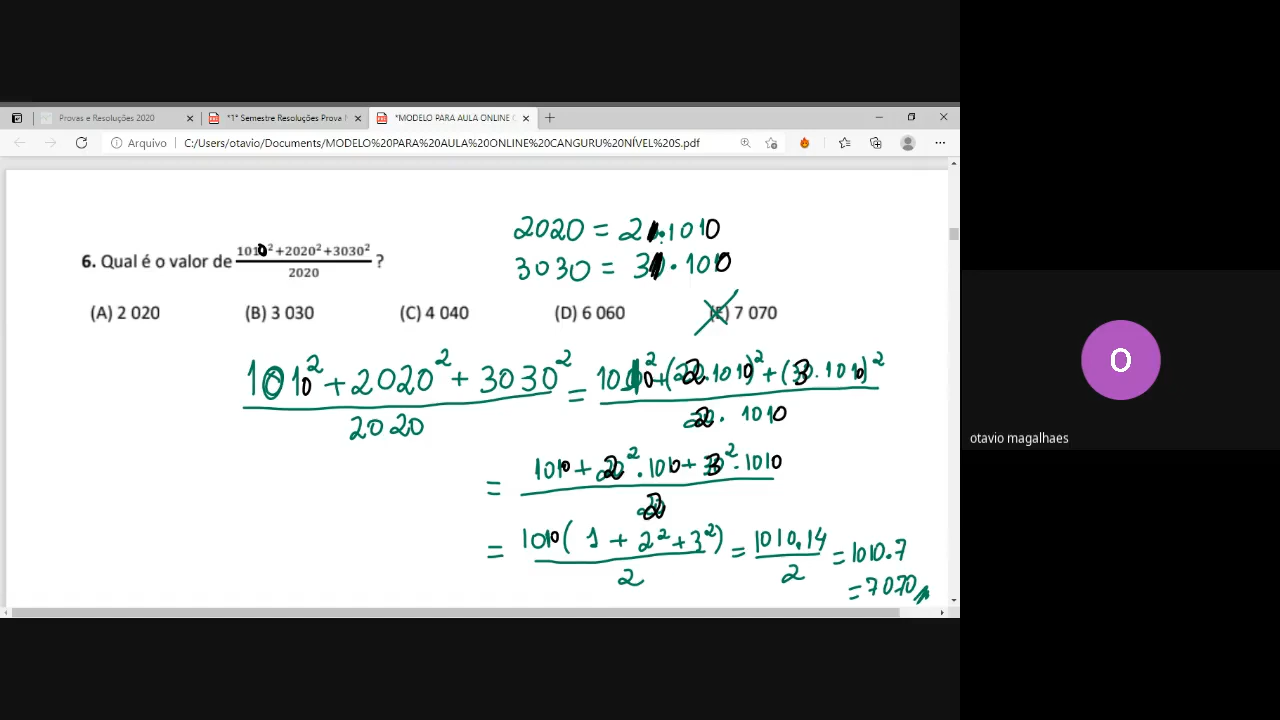 Provas e Resoluções 2020
*1° Semestre Resoluções Prova
*MODELO PARA AULA ONLINE
Arquivo | C:/Users/otavio/Documents/MODELO%20PARA%20AULA%20ONLINE%20CANGURU%20NÍVEL%20S.pdf
2020 = 2.1010
3030 = 3.1010
6. Qual é o valor de (1010²+2020²+3030²)/2020 ?
(A) 2 020 (B) 3 030 (C) 4 040 (D) 6 060 (E) 7 070
(1010² + 2020² + 3030²)/2020 = (1010² + (2.1010)² + (3.1010)²)/(2.1010)
= (1010 + 2².1010 + 3².1010)/2
= 1010(1 + 2² + 3²)/2 = 1010.14/2 = 1010.7
= 7070
O
otavio magalhaes